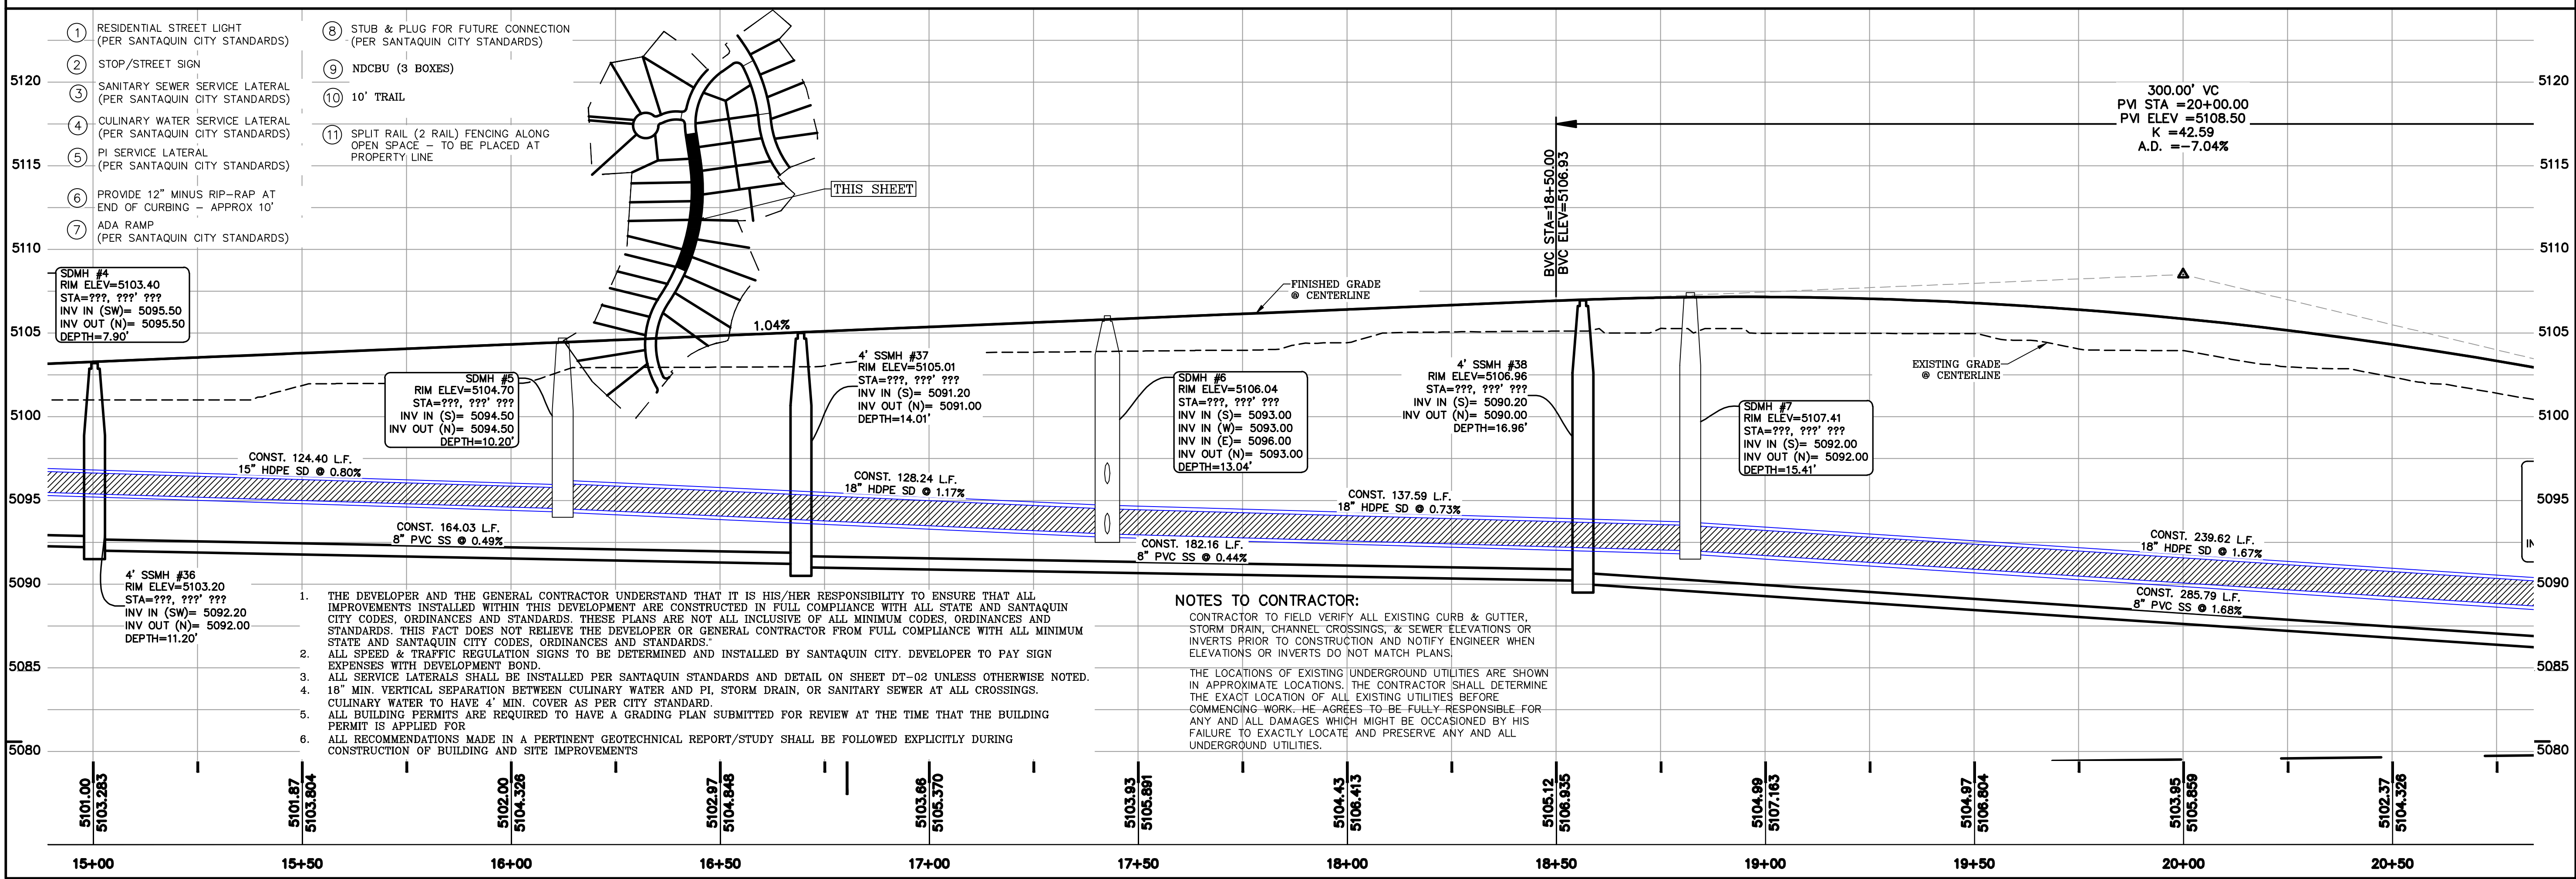 1 RESIDENTIAL STREET LIGHT
(PER SANTAQUIN CITY STANDARDS)
2 STOP/STREET SIGN
3 SANITARY SEWER SERVICE LATERAL
(PER SANTAQUIN CITY STANDARDS)
4 CULINARY WATER SERVICE LATERAL
(PER SANTAQUIN CITY STANDARDS)
5 PI SERVICE LATERAL
(PER SANTAQUIN CITY STANDARDS)
6 PROVIDE 12" MINUS RIP-RAP AT
END OF CURBING - APPROX 10'
7 ADA RAMP
(PER SANTAQUIN CITY STANDARDS)
8 STUB & PLUG FOR FUTURE CONNECTION
(PER SANTAQUIN CITY STANDARDS)
9 NDCBU (3 BOXES)
10 10' TRAIL
11 SPLIT RAIL (2 RAIL) FENCING ALONG
OPEN SPACE - TO BE PLACED AT
PROPERTY LINE
THIS SHEET
300.00' VC
PVI STA =20+00.00
PVI ELEV =5108.50
K =42.59
A.D. =-7.04%
BVC STA=18+50.00
BVC ELEV=5106.93
5120
5115
5110
5105
5100
5095
5090
5085
5080
5120
5115
5110
5105
5100
5095
5090
5085
5080
SDMH #4
RIM ELEV=5103.40
STA=???, ???' ???
INV IN (SW)= 5095.50
INV OUT (N)= 5095.50
DEPTH=7.90'
SDMH #5
RIM ELEV=5104.70
STA=???, ???' ???
INV IN (S)= 5094.50
INV OUT (N)= 5094.50
DEPTH=10.20'
1.04%
4' SSMH #37
RIM ELEV=5105.01
STA=???, ???' ???
INV IN (S)= 5091.20
INV OUT (N)= 5091.00
DEPTH=14.01'
FINISHED GRADE
@ CENTERLINE
SDMH #6
RIM ELEV=5106.04
STA=???, ???' ???
INV IN (S)= 5093.00
INV IN (W)= 5093.00
INV IN (E)= 5096.00
INV OUT (N)= 5093.00
DEPTH=13.04'
4' SSMH #38
RIM ELEV=5106.96
STA=???, ???' ???
INV IN (S)= 5090.20
INV OUT (N)= 5090.00
DEPTH=16.96'
SDMH #7
RIM ELEV=5107.41
STA=???, ???' ???
INV IN (S)= 5092.00
INV OUT (N)= 5092.00
DEPTH=15.41'
EXISTING GRADE
@ CENTERLINE
CONST. 124.40 L.F.
15" HDPE SD @ 0.80%
CONST. 128.24 L.F.
18" HDPE SD @ 1.17%
CONST. 137.59 L.F.
18" HDPE SD @ 0.73%
CONST. 239.62 L.F.
18" HDPE SD @ 1.67%
CONST. 164.03 L.F.
8" PVC SS @ 0.49%
CONST. 182.16 L.F.
8" PVC SS @ 0.44%
CONST. 285.79 L.F.
8" PVC SS @ 1.68%
IN
4' SSMH #36
RIM ELEV=5103.20
STA=???, ???' ???
INV IN (SW)= 5092.20
INV OUT (N)= 5092.00
DEPTH=11.20'
1. THE DEVELOPER AND THE GENERAL CONTRACTOR UNDERSTAND THAT IT IS HIS/HER RESPONSIBILITY TO ENSURE THAT ALL
IMPROVEMENTS INSTALLED WITHIN THIS DEVELOPMENT ARE CONSTRUCTED IN FULL COMPLIANCE WITH ALL STATE AND SANTAQUIN
CITY CODES, ORDINANCES AND STANDARDS. THESE PLANS ARE NOT ALL INCLUSIVE OF ALL MINIMUM CODES, ORDINANCES AND
STANDARDS. THIS FACT DOES NOT RELIEVE THE DEVELOPER OR GENERAL CONTRACTOR FROM FULL COMPLIANCE WITH ALL MINIMUM
STATE AND SANTAQUIN CITY CODES, ORDINANCES AND STANDARDS."
2. ALL SPEED & TRAFFIC REGULATION SIGNS TO BE DETERMINED AND INSTALLED BY SANTAQUIN CITY. DEVELOPER TO PAY SIGN
EXPENSES WITH DEVELOPMENT BOND.
3. ALL SERVICE LATERALS SHALL BE INSTALLED PER SANTAQUIN STANDARDS AND DETAIL ON SHEET DT-02 UNLESS OTHERWISE NOTED.
4. 18" MIN. VERTICAL SEPARATION BETWEEN CULINARY WATER AND PI, STORM DRAIN, OR SANITARY SEWER AT ALL CROSSINGS.
CULINARY WATER TO HAVE 4' MIN. COVER AS PER CITY STANDARD.
5. ALL BUILDING PERMITS ARE REQUIRED TO HAVE A GRADING PLAN SUBMITTED FOR REVIEW AT THE TIME THAT THE BUILDING
PERMIT IS APPLIED FOR
6. ALL RECOMMENDATIONS MADE IN A PERTINENT GEOTECHNICAL REPORT/STUDY SHALL BE FOLLOWED EXPLICITLY DURING
CONSTRUCTION OF BUILDING AND SITE IMPROVEMENTS
NOTES TO CONTRACTOR:
CONTRACTOR TO FIELD VERIFY ALL EXISTING CURB & GUTTER,
STORM DRAIN, CHANNEL CROSSINGS, & SEWER ELEVATIONS OR
INVERTS PRIOR TO CONSTRUCTION AND NOTIFY ENGINEER WHEN
ELEVATIONS OR INVERTS DO NOT MATCH PLANS.
THE LOCATIONS OF EXISTING UNDERGROUND UTILITIES ARE SHOWN
IN APPROXIMATE LOCATIONS. THE CONTRACTOR SHALL DETERMINE
THE EXACT LOCATION OF ALL EXISTING UTILITIES BEFORE
COMMENCING WORK. HE AGREES TO BE FULLY RESPONSIBLE FOR
ANY AND ALL DAMAGES WHICH MIGHT BE OCCASIONED BY HIS
FAILURE TO EXACTLY LOCATE AND PRESERVE ANY AND ALL
UNDERGROUND UTILITIES.
5101.00
5103.283
5101.87
5103.804
5102.00
5104.326
5102.97
5104.848
5103.66
5105.370
5103.93
5105.891
5104.43
5106.413
5105.12
5106.935
5104.99
5107.163
5104.97
5106.804
5103.95
5105.859
5102.37
5104.326
15+00
15+50
16+00
16+50
17+00
17+50
18+00
18+50
19+00
19+50
20+00
20+50